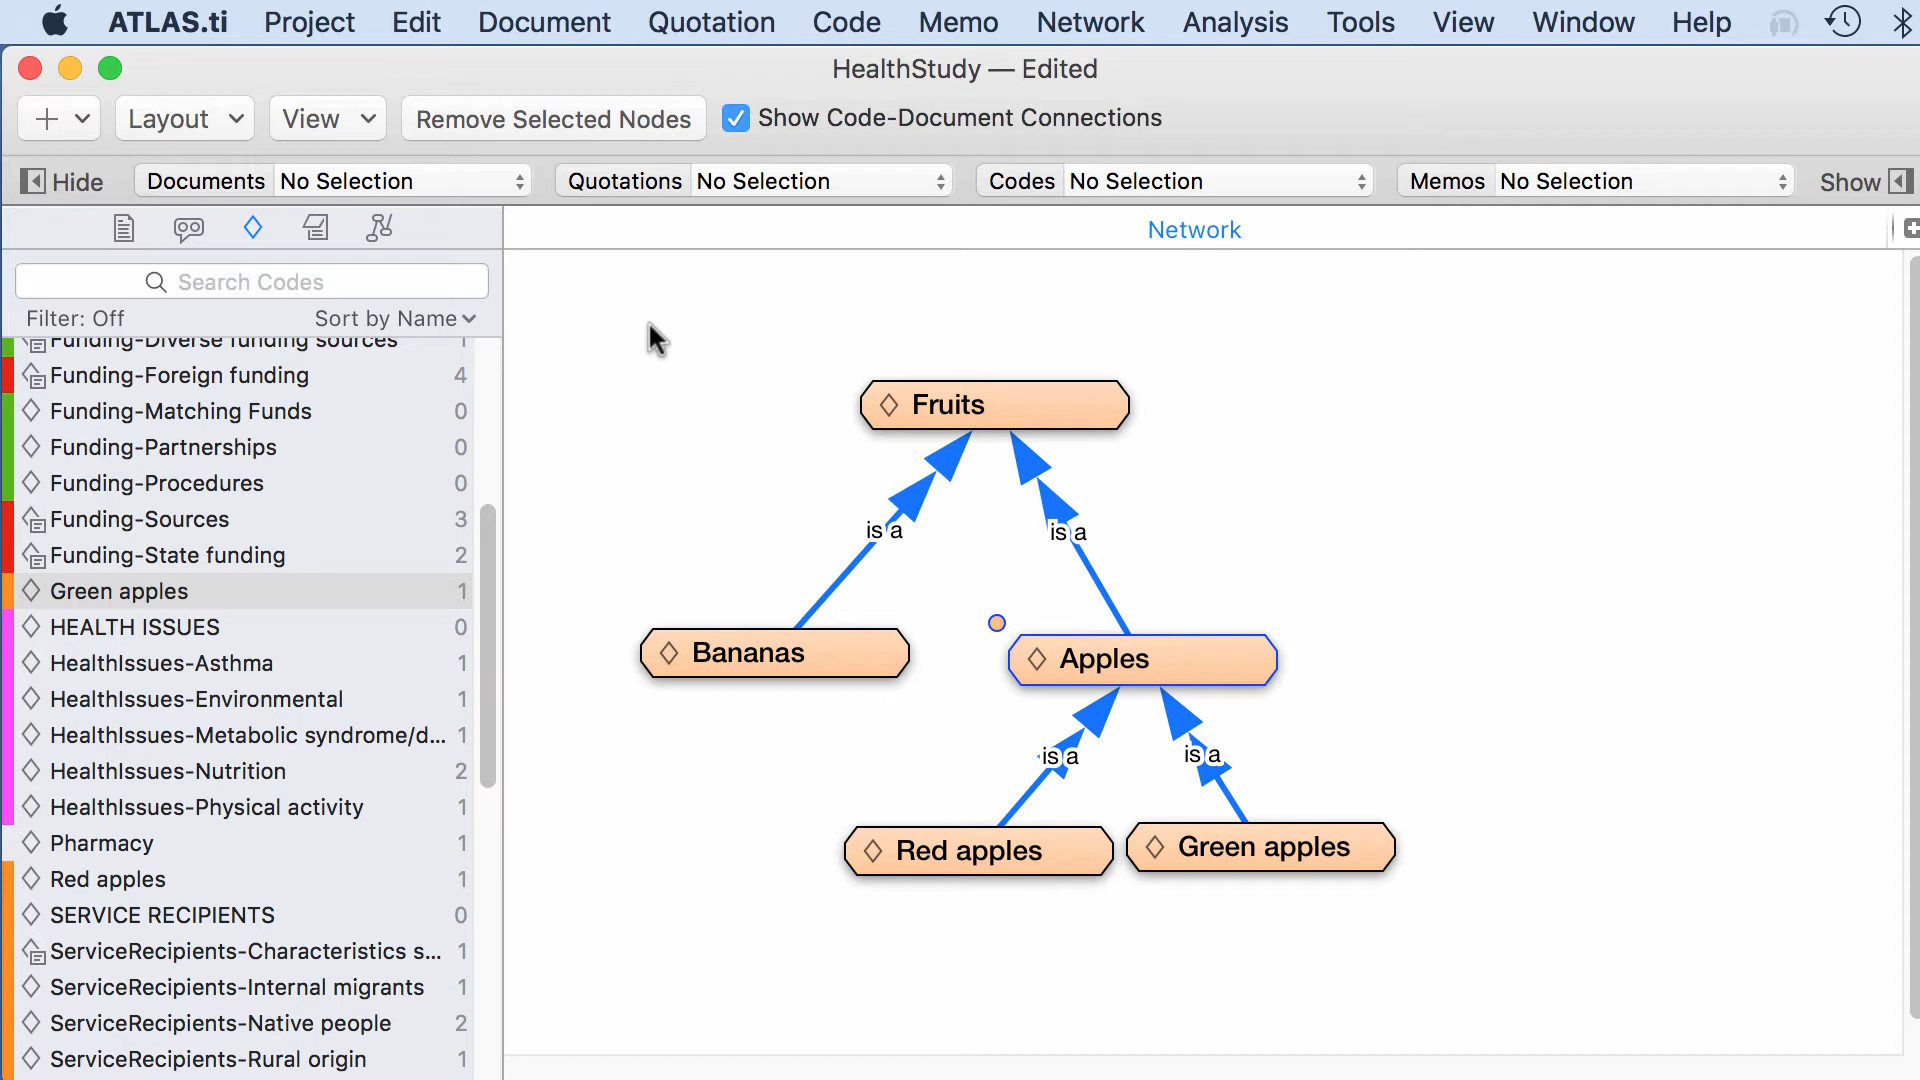 ATLAS.ti Project Edit Document Quotation Code Memo Network Analysis Tools View Window Help
HealthStudy — Edited
Layout View Remove Selected Nodes Show Code-Document Connections
Hide Documents No Selection Quotations No Selection Codes No Selection Memos No Selection Show
Network
Search Codes
Filter: Off Sort by Name
Funding-Diverse funding sources 1
Funding-Foreign funding 4
Funding-Matching Funds 0
Funding-Partnerships 0
Funding-Procedures 0
Funding-Sources 3
Funding-State funding 2
Green apples 1
HEALTH ISSUES 0
HealthIssues-Asthma 1
HealthIssues-Environmental 1
HealthIssues-Metabolic syndrome/d... 1
HealthIssues-Nutrition 2
HealthIssues-Physical activity 1
Pharmacy 1
Red apples 1
SERVICE RECIPIENTS 0
ServiceRecipients-Characteristics s... 1
ServiceRecipients-Internal migrants 1
ServiceRecipients-Native people 2
ServiceRecipients-Rural origin 1
Fruits
is a
is a
Bananas
Apples
is a
is a
Red apples
Green apples